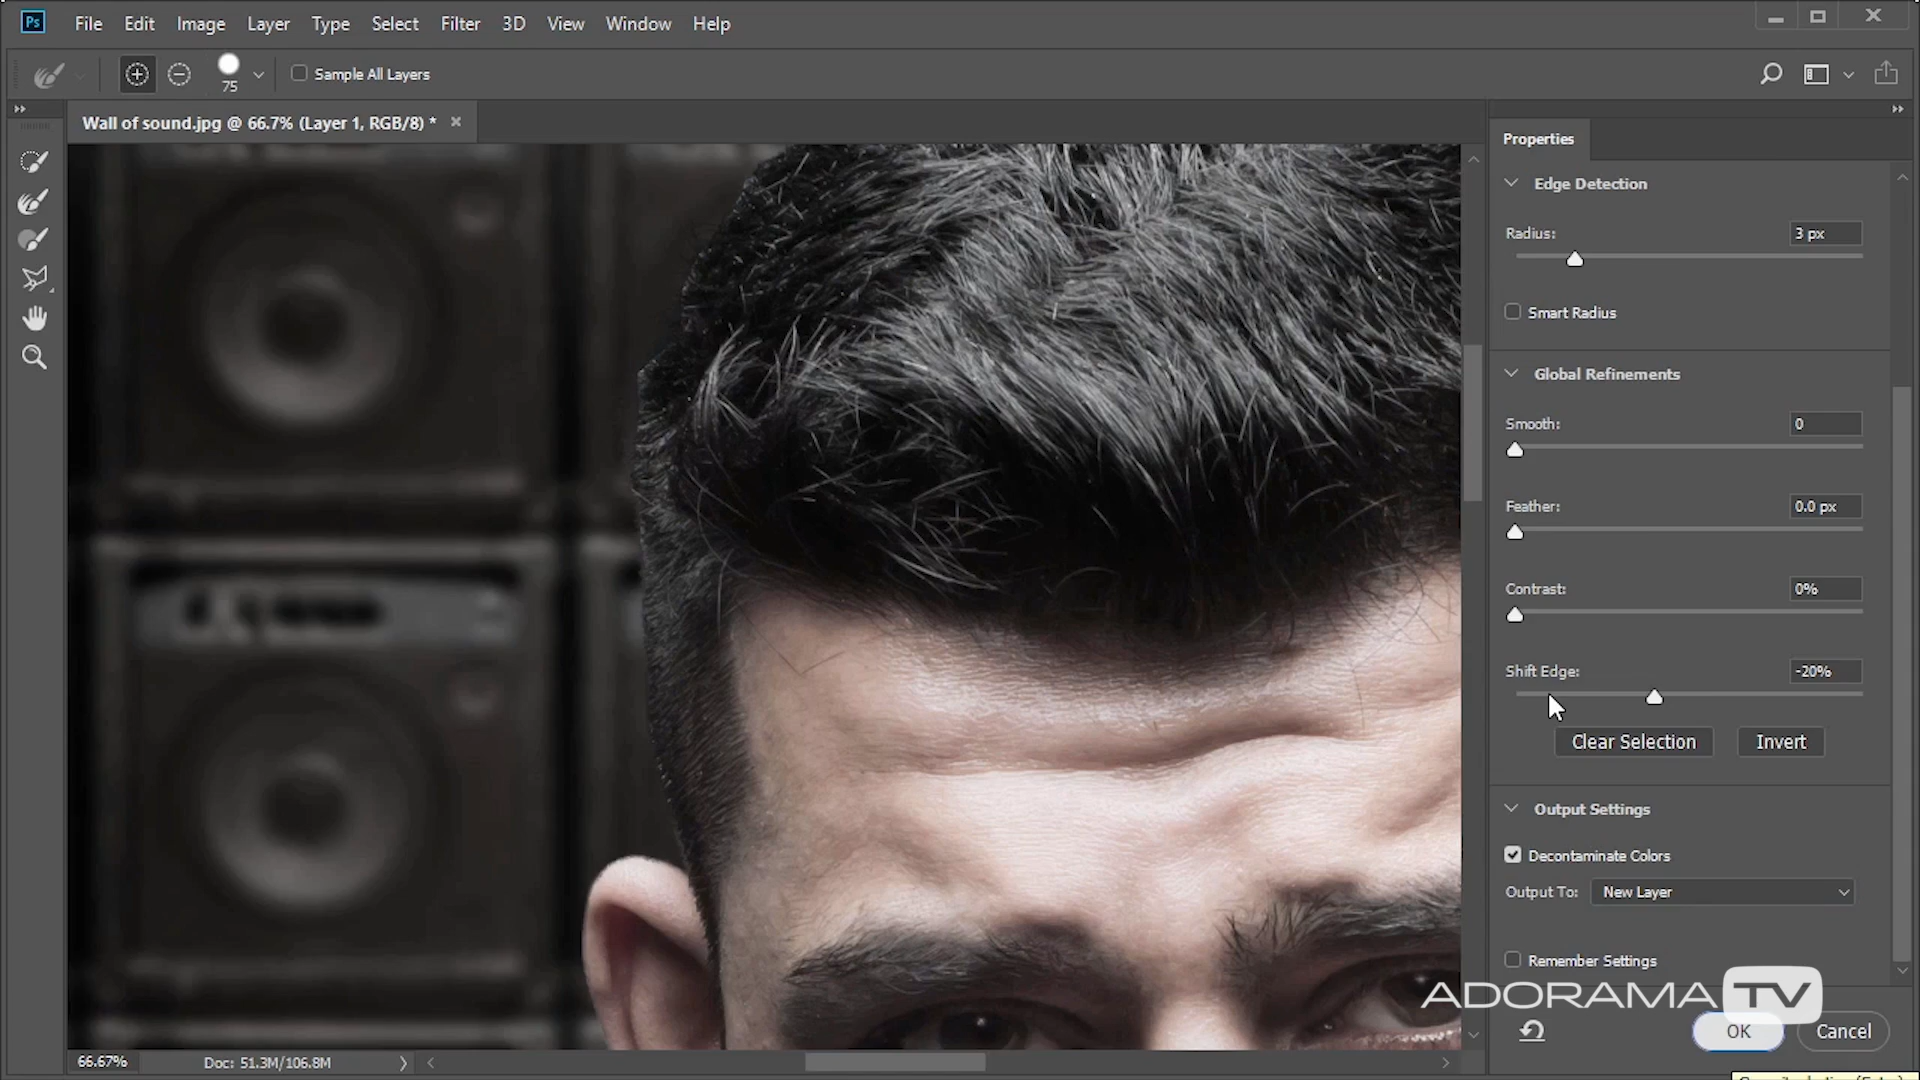 Ps File Edit Image Layer Type Select Filter 3D View Window Help
75 Sample All Layers
Wall of sound.jpg @ 66.7% (Layer 1, RGB/8) *
Properties
Edge Detection
Radius: 3 px
Smart Radius
Global Refinements
Smooth: 0
Feather: 0.0 px
Contrast: 0%
Shift Edge: -20%
Clear Selection Invert
Output Settings
Decontaminate Colors
Output To: New Layer
Remember Settings
ADORAMA TV
OK Cancel
66.67% Doc: 51.3M/106.8M